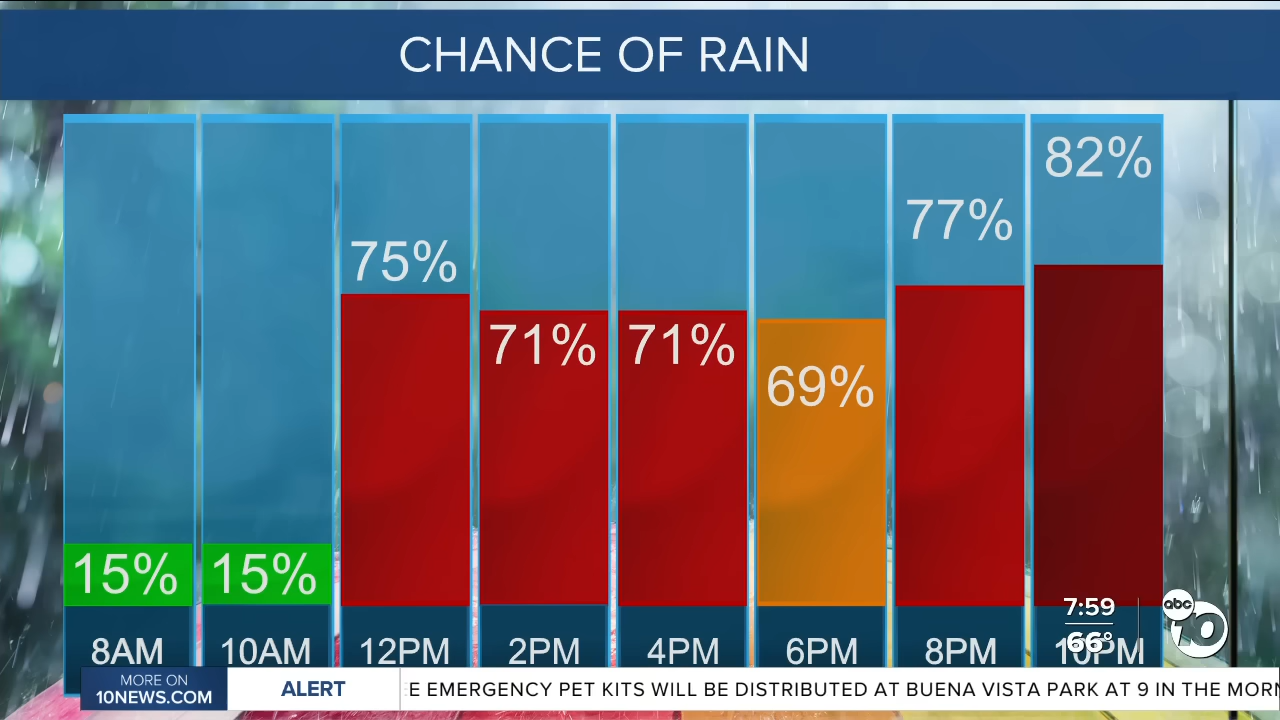 CHANCE OF RAIN
15% 15% 75% 71% 71% 69% 77% 82%
8AM 10AM 12PM 2PM 4PM 6PM 8PM 10PM
7:59
66°
abc 10
MORE ON
10NEWS.COM
ALERT
E EMERGENCY PET KITS WILL BE DISTRIBUTED AT BUENA VISTA PARK AT 9 IN THE MORN